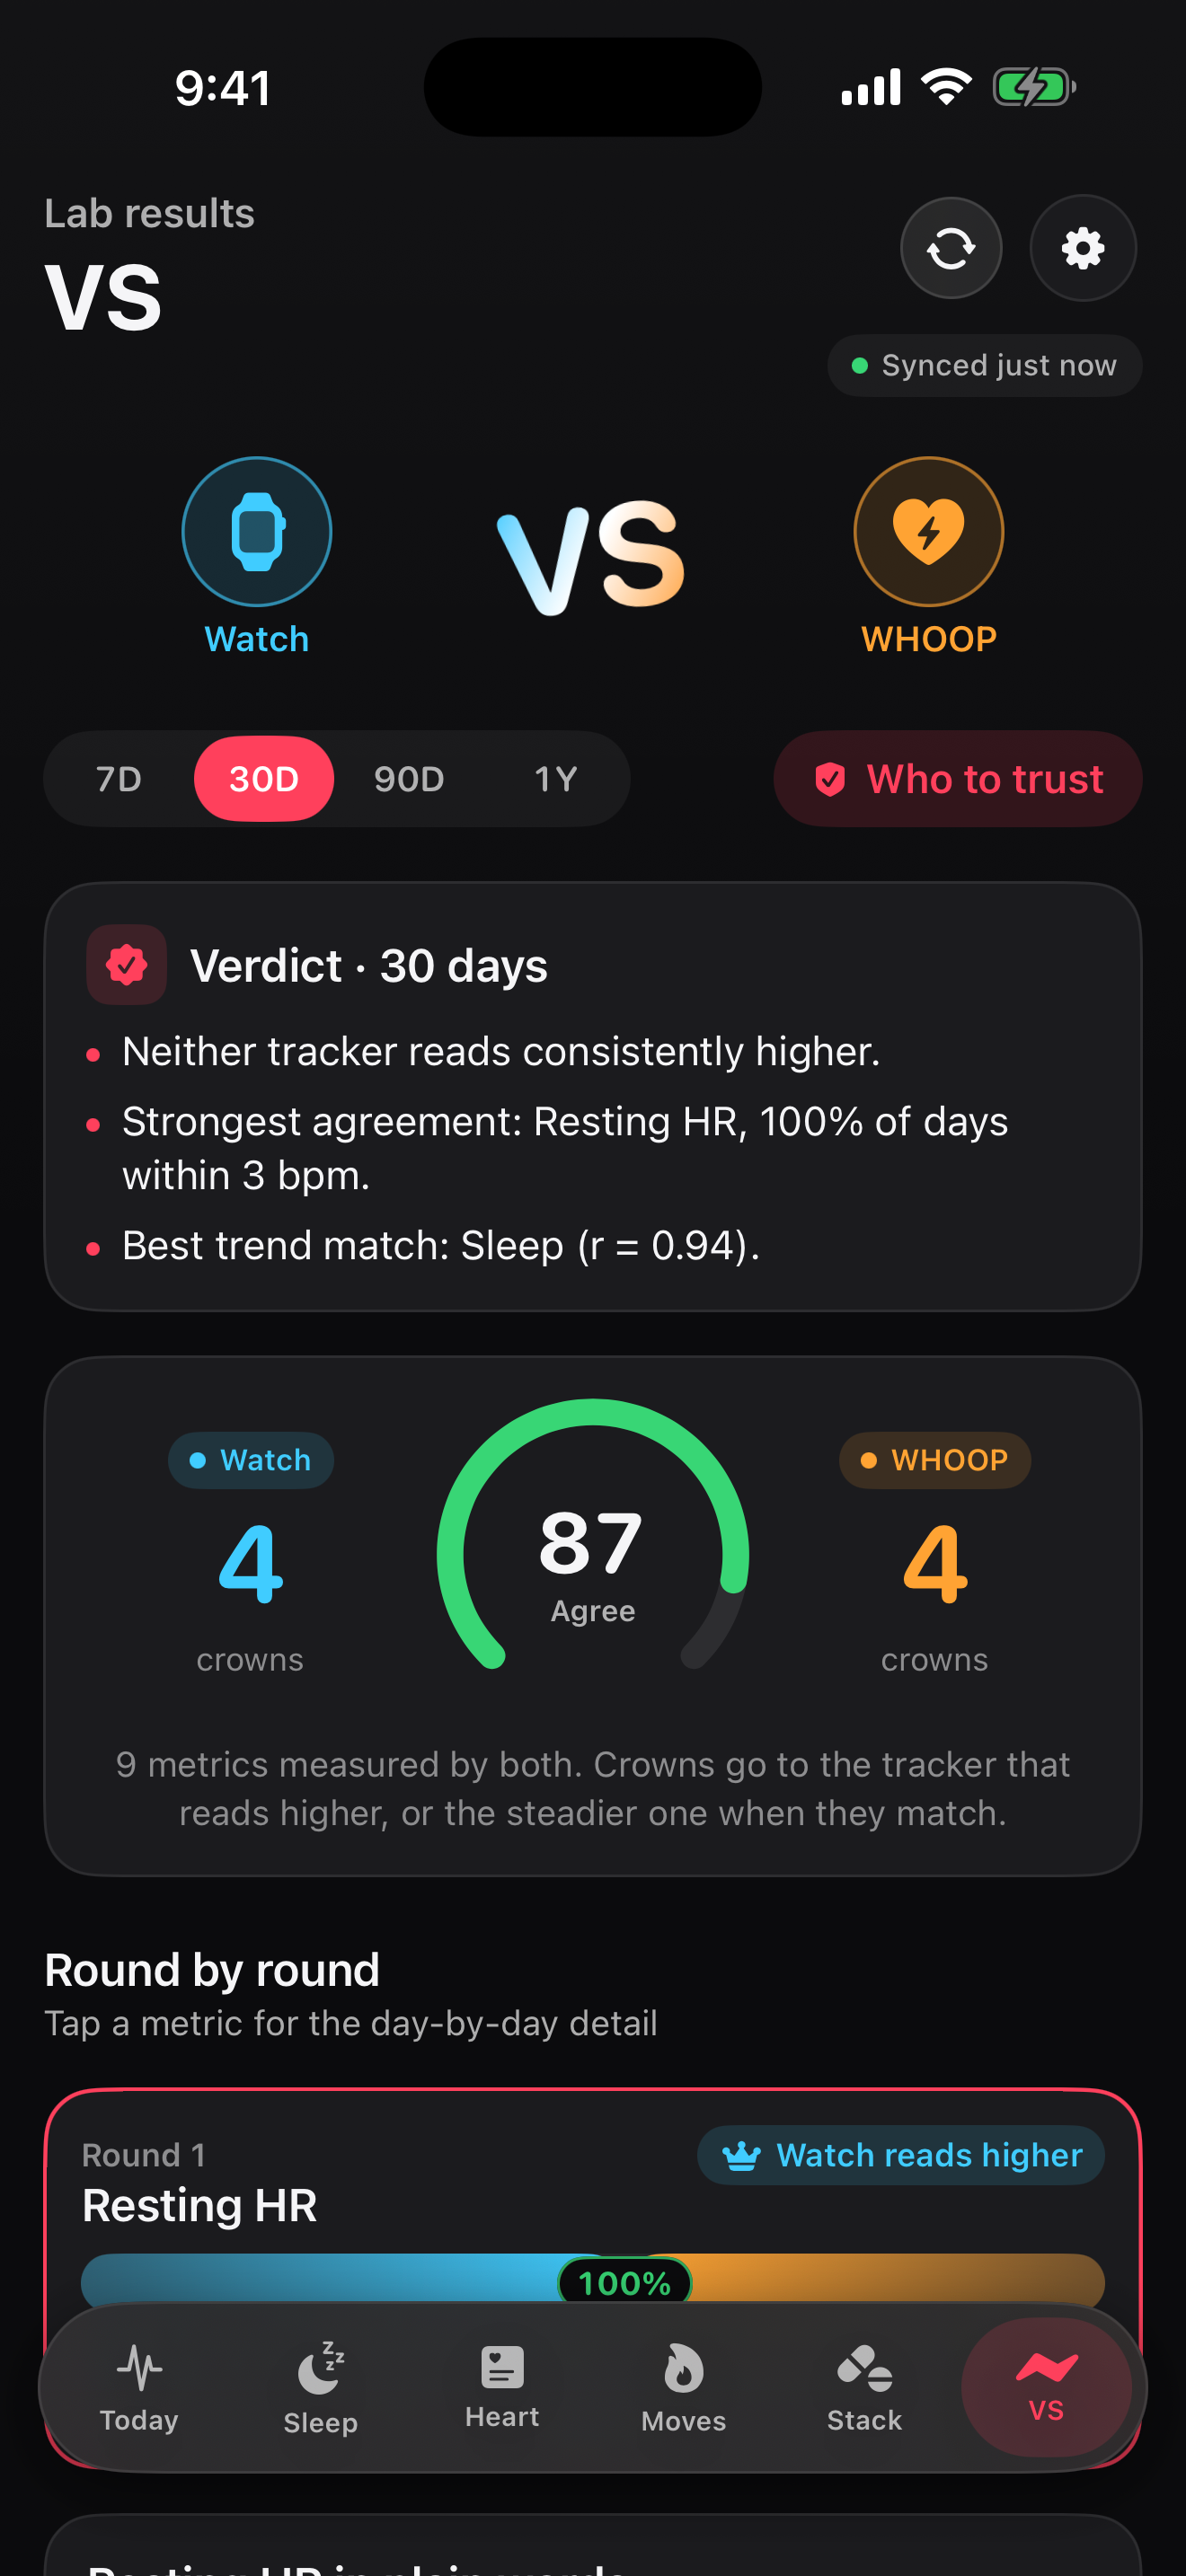 9:41
Lab results
VS
Synced just now
VS
Watch
WHOOP
7D
30D
90D
1Y
Who to trust
Verdict · 30 days
Neither tracker reads consistently higher.
Strongest agreement: Resting HR, 100% of days
within 3 bpm.
Best trend match: Sleep (r = 0.94).
Watch
WHOOP
4
87
4
Agree
crowns
crowns
9 metrics measured by both. Crowns go to the tracker that
reads higher, or the steadier one when they match.
Round by round
Tap a metric for the day-by-day detail
Round 1
Watch reads higher
Resting HR
100%
Today
Sleep
Heart
Moves
Stack
VS
Resting HR in plain words